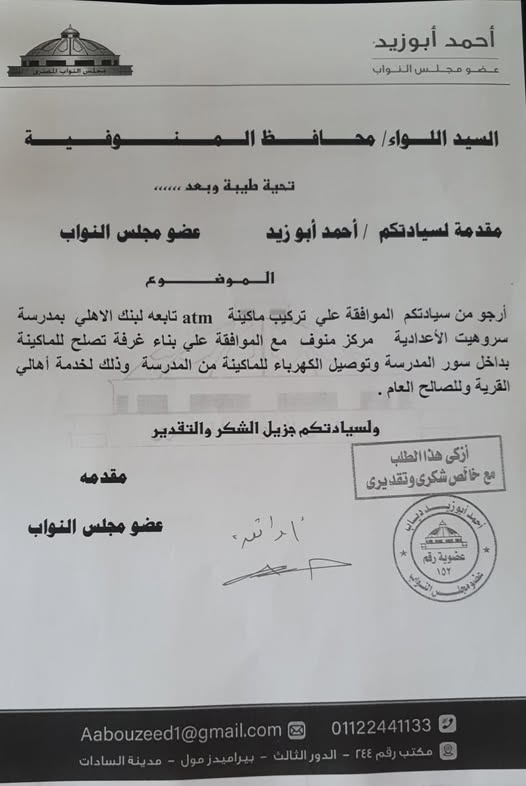 أحمد أبوزيد
عضو مجلس النواب
مجلس النواب المصرى
السيد اللواء/ محافظ المنوفية
تحية طيبة وبعد ,,,,,,
مقدمة لسيادتكم / أحمد أبو زيد عضو مجلس النواب
الموضوع
أرجو من سيادتكم الموافقة علي تركيب ماكينة atm تابعه لبنك الاهلي بمدرسة
سروهيت الأعدادية مركز منوف مع الموافقة علي بناء غرفة تصلح للماكينة
بداخل سور المدرسة وتوصيل الكهرباء للماكينة من المدرسة وذلك لخدمة أهالي
القرية وللصالح العام .
ولسيادتكم جزيل الشكر والتقدير
أزكى هذا الطلب
مع خالص شكرى وتقديرى
مقدمه
عضو مجلس النواب
أحمد أبوزيد دياب
عضوية رقم
١٥٢
عضو مجلس النواب
Aabouzeed1@gmail.com 01122441133
مكتب رقم ٢٤٤ - الدور الثالث - بيراميدز مول - مدينة السادات